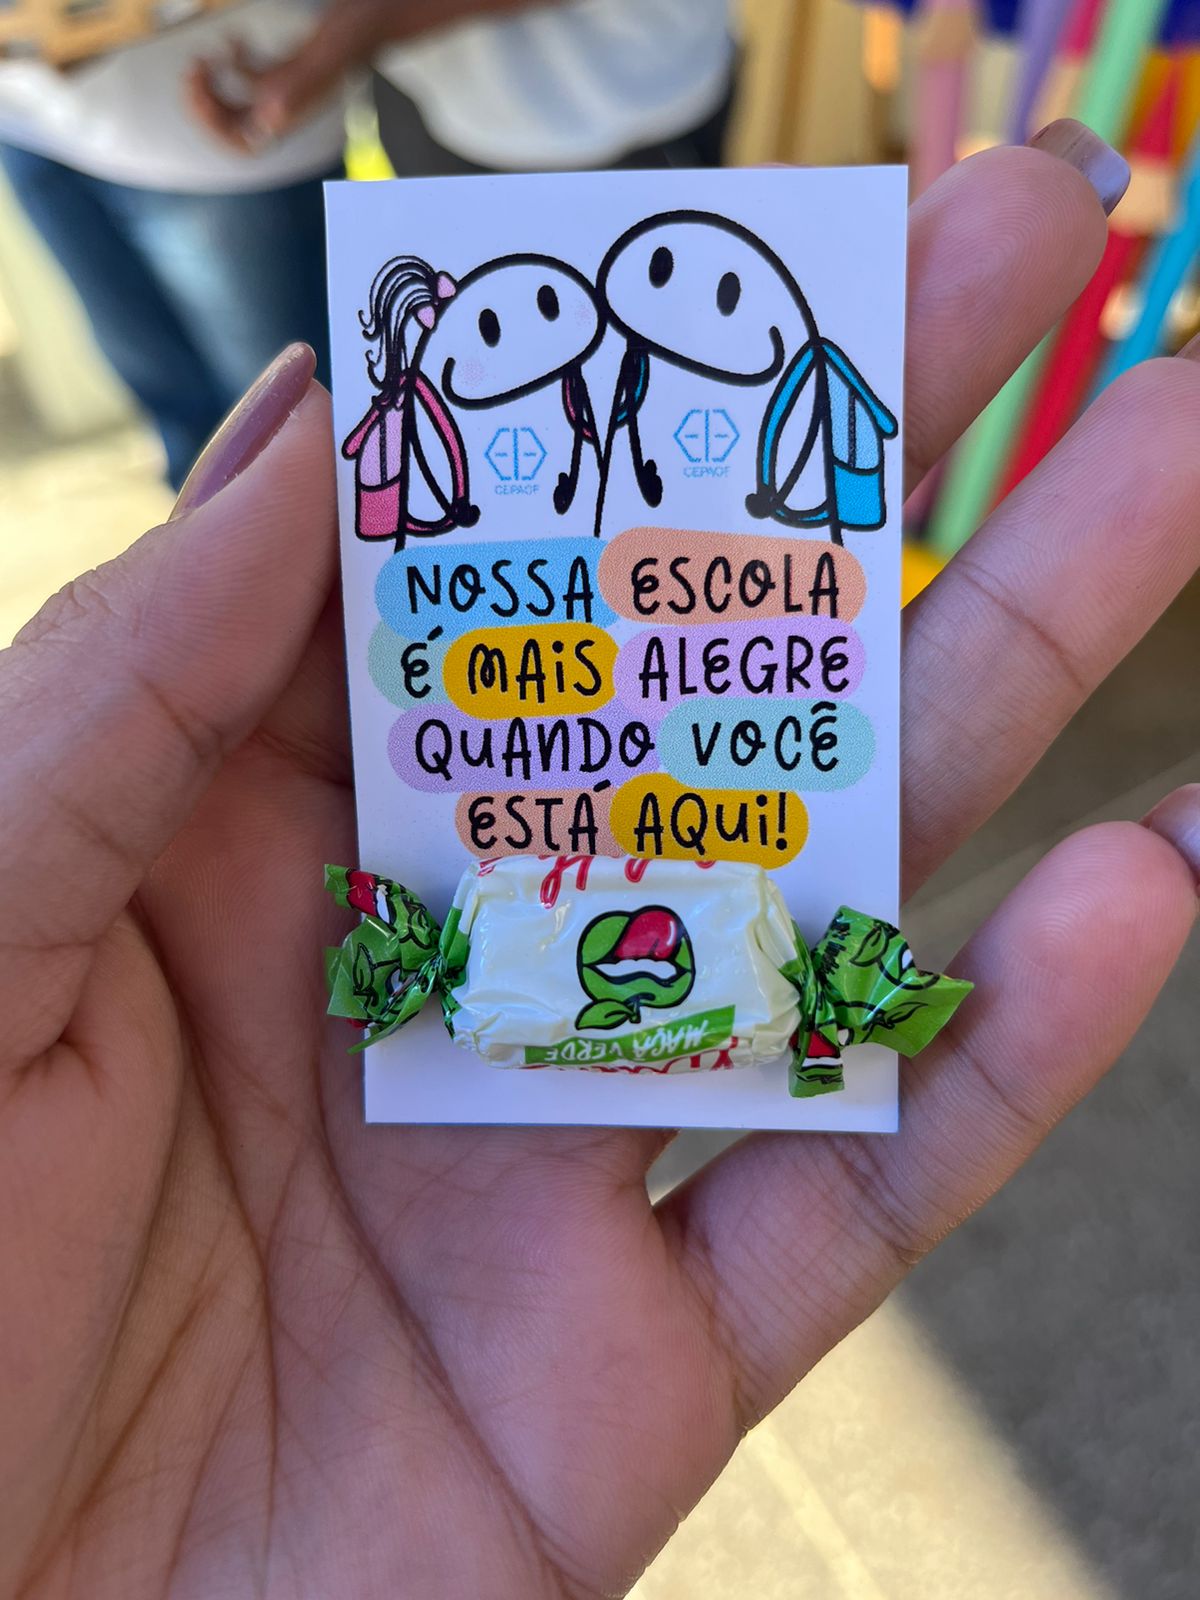 CEPAOF
CEPAOF
NOSSA ESCOLA
É MAIS ALEGRE
QUANDO VOCÊ
ESTÁ AQUI!
MAÇÃ VERDE